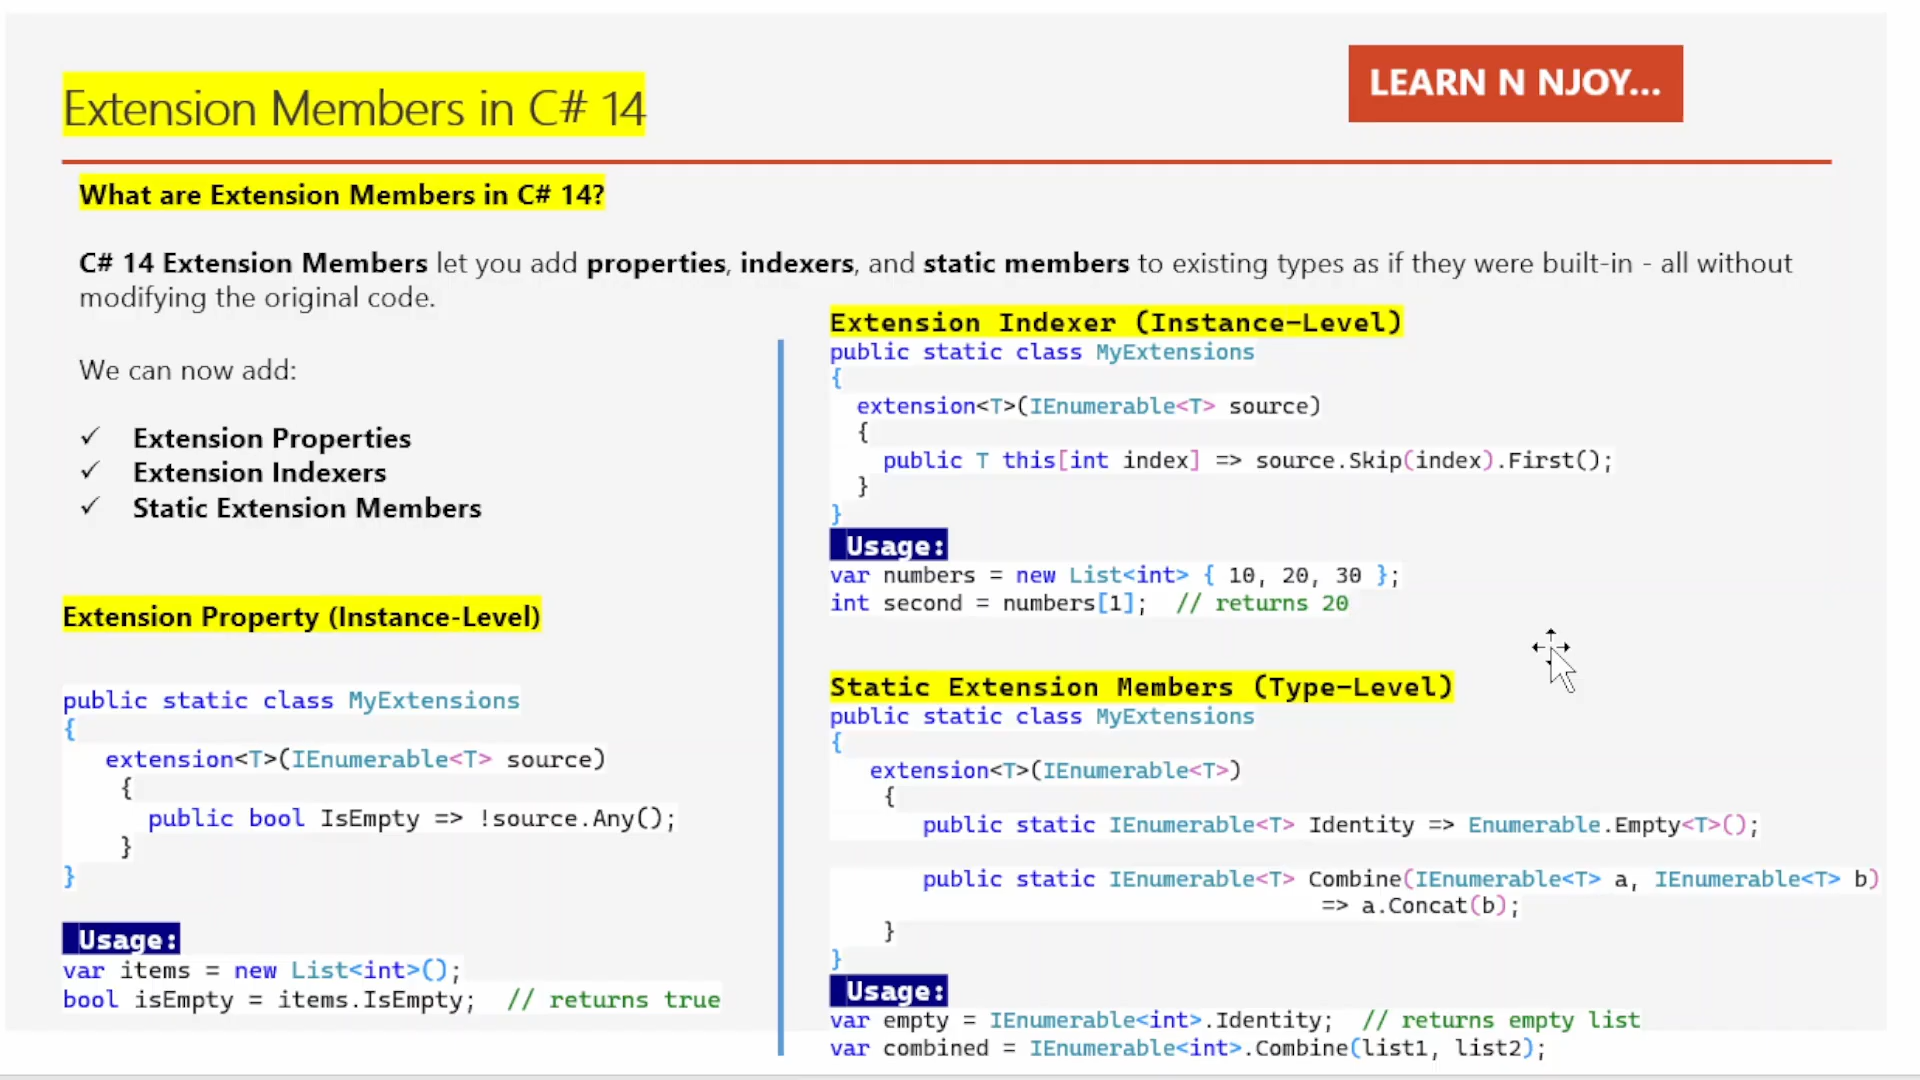 Extension Members in C# 14
LEARN N NJOY...
What are Extension Members in C# 14?
C# 14 Extension Members let you add properties, indexers, and static members to existing types as if they were built-in - all without
modifying the original code.
We can now add:
✓ Extension Properties
✓ Extension Indexers
✓ Static Extension Members
Extension Property (Instance-Level)
public static class MyExtensions
{
extension<T>(IEnumerable<T> source)
{
public bool IsEmpty => !source.Any();
}
}
Usage:
var items = new List<int>();
bool isEmpty = items.IsEmpty; // returns true
Extension Indexer (Instance-Level)
public static class MyExtensions
{
extension<T>(IEnumerable<T> source)
{
public T this[int index] => source.Skip(index).First();
}
}
Usage:
var numbers = new List<int> { 10, 20, 30 };
int second = numbers[1]; // returns 20
Static Extension Members (Type-Level)
public static class MyExtensions
{
extension<T>(IEnumerable<T>)
{
public static IEnumerable<T> Identity => Enumerable.Empty<T>();
public static IEnumerable<T> Combine(IEnumerable<T> a, IEnumerable<T> b)
=> a.Concat(b);
}
}
Usage:
var empty = IEnumerable<int>.Identity; // returns empty list
var combined = IEnumerable<int>.Combine(list1, list2);